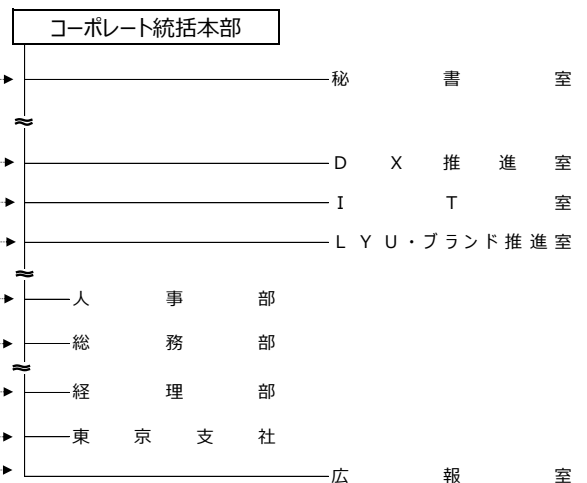 コーポレート統括本部
秘書室
DX推進室
IT室
LYU・ブランド推進室
人事部
総務部
経理部
東京支社
広報室